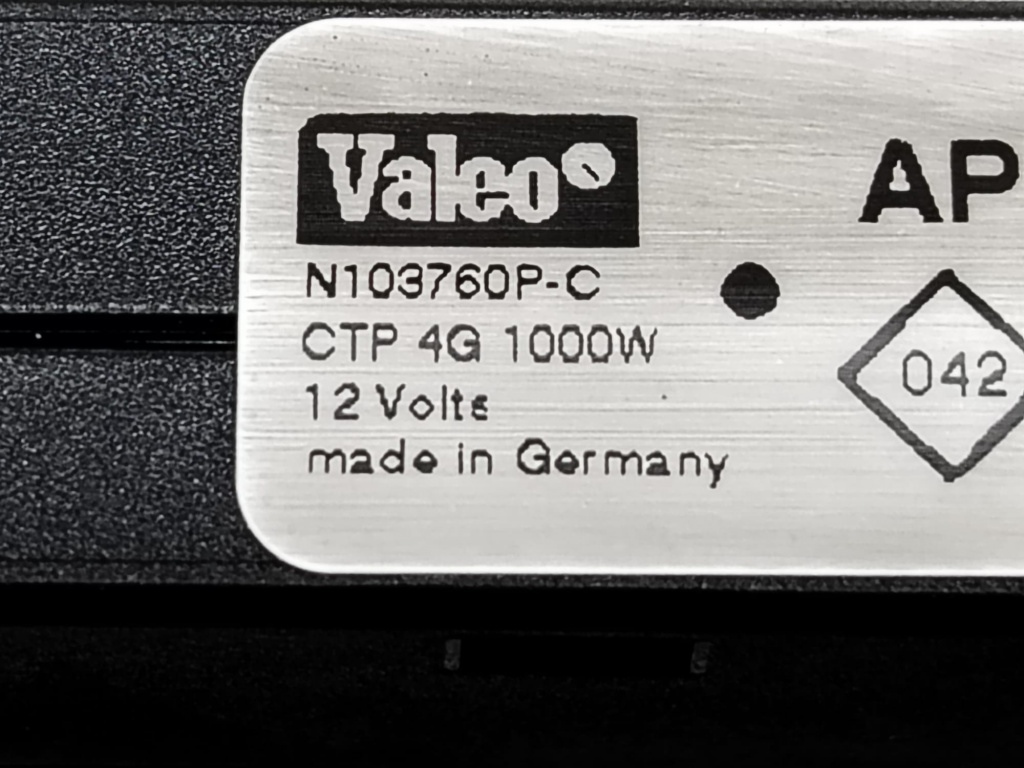 Valeo
N103760P-C
CTP 4G 1000W
12 Volts
made in Germany
AP
042